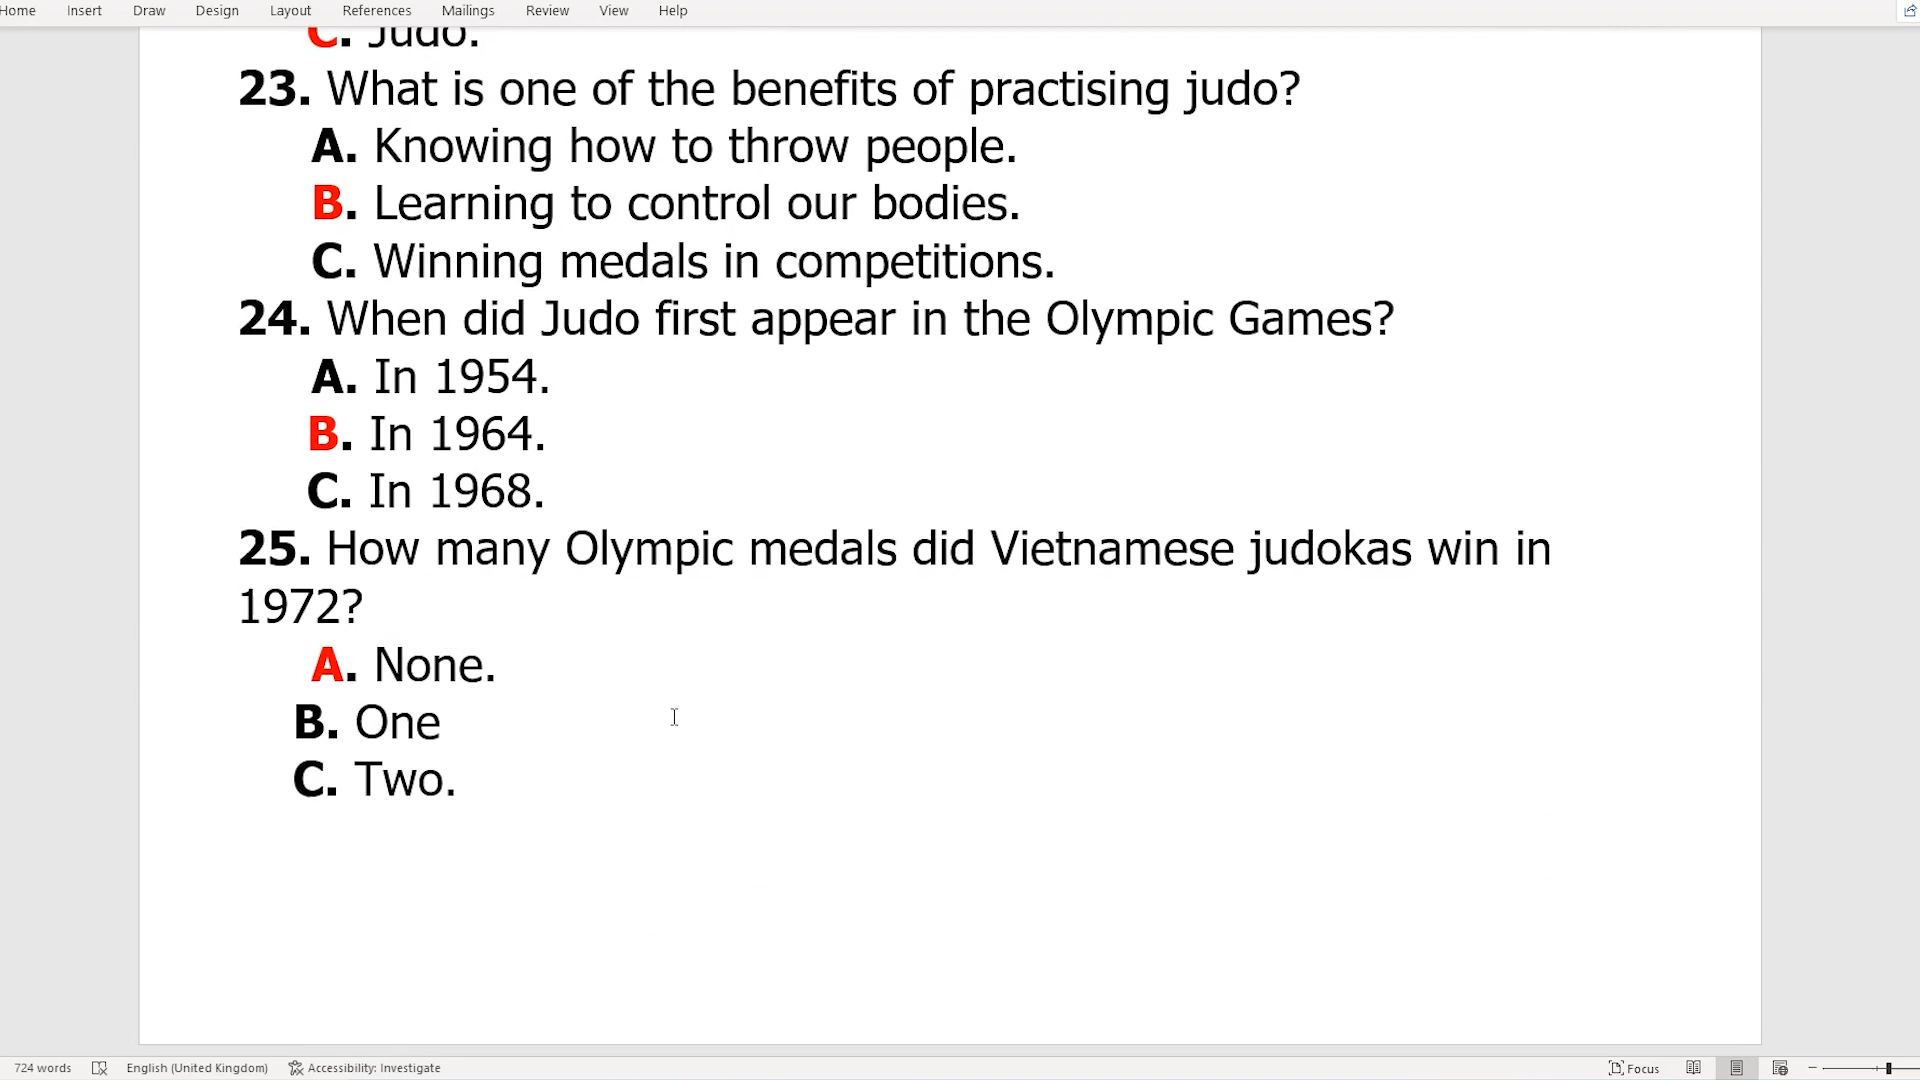 Home Insert Draw Design Layout References Mailings Review View Help
C. Judo.
23. What is one of the benefits of practising judo?
A. Knowing how to throw people.
B. Learning to control our bodies.
C. Winning medals in competitions.
24. When did Judo first appear in the Olympic Games?
A. In 1954.
B. In 1964.
C. In 1968.
25. How many Olympic medals did Vietnamese judokas win in
1972?
A. None.
B. One
C. Two.
724 words English (United Kingdom) Accessibility: Investigate Focus